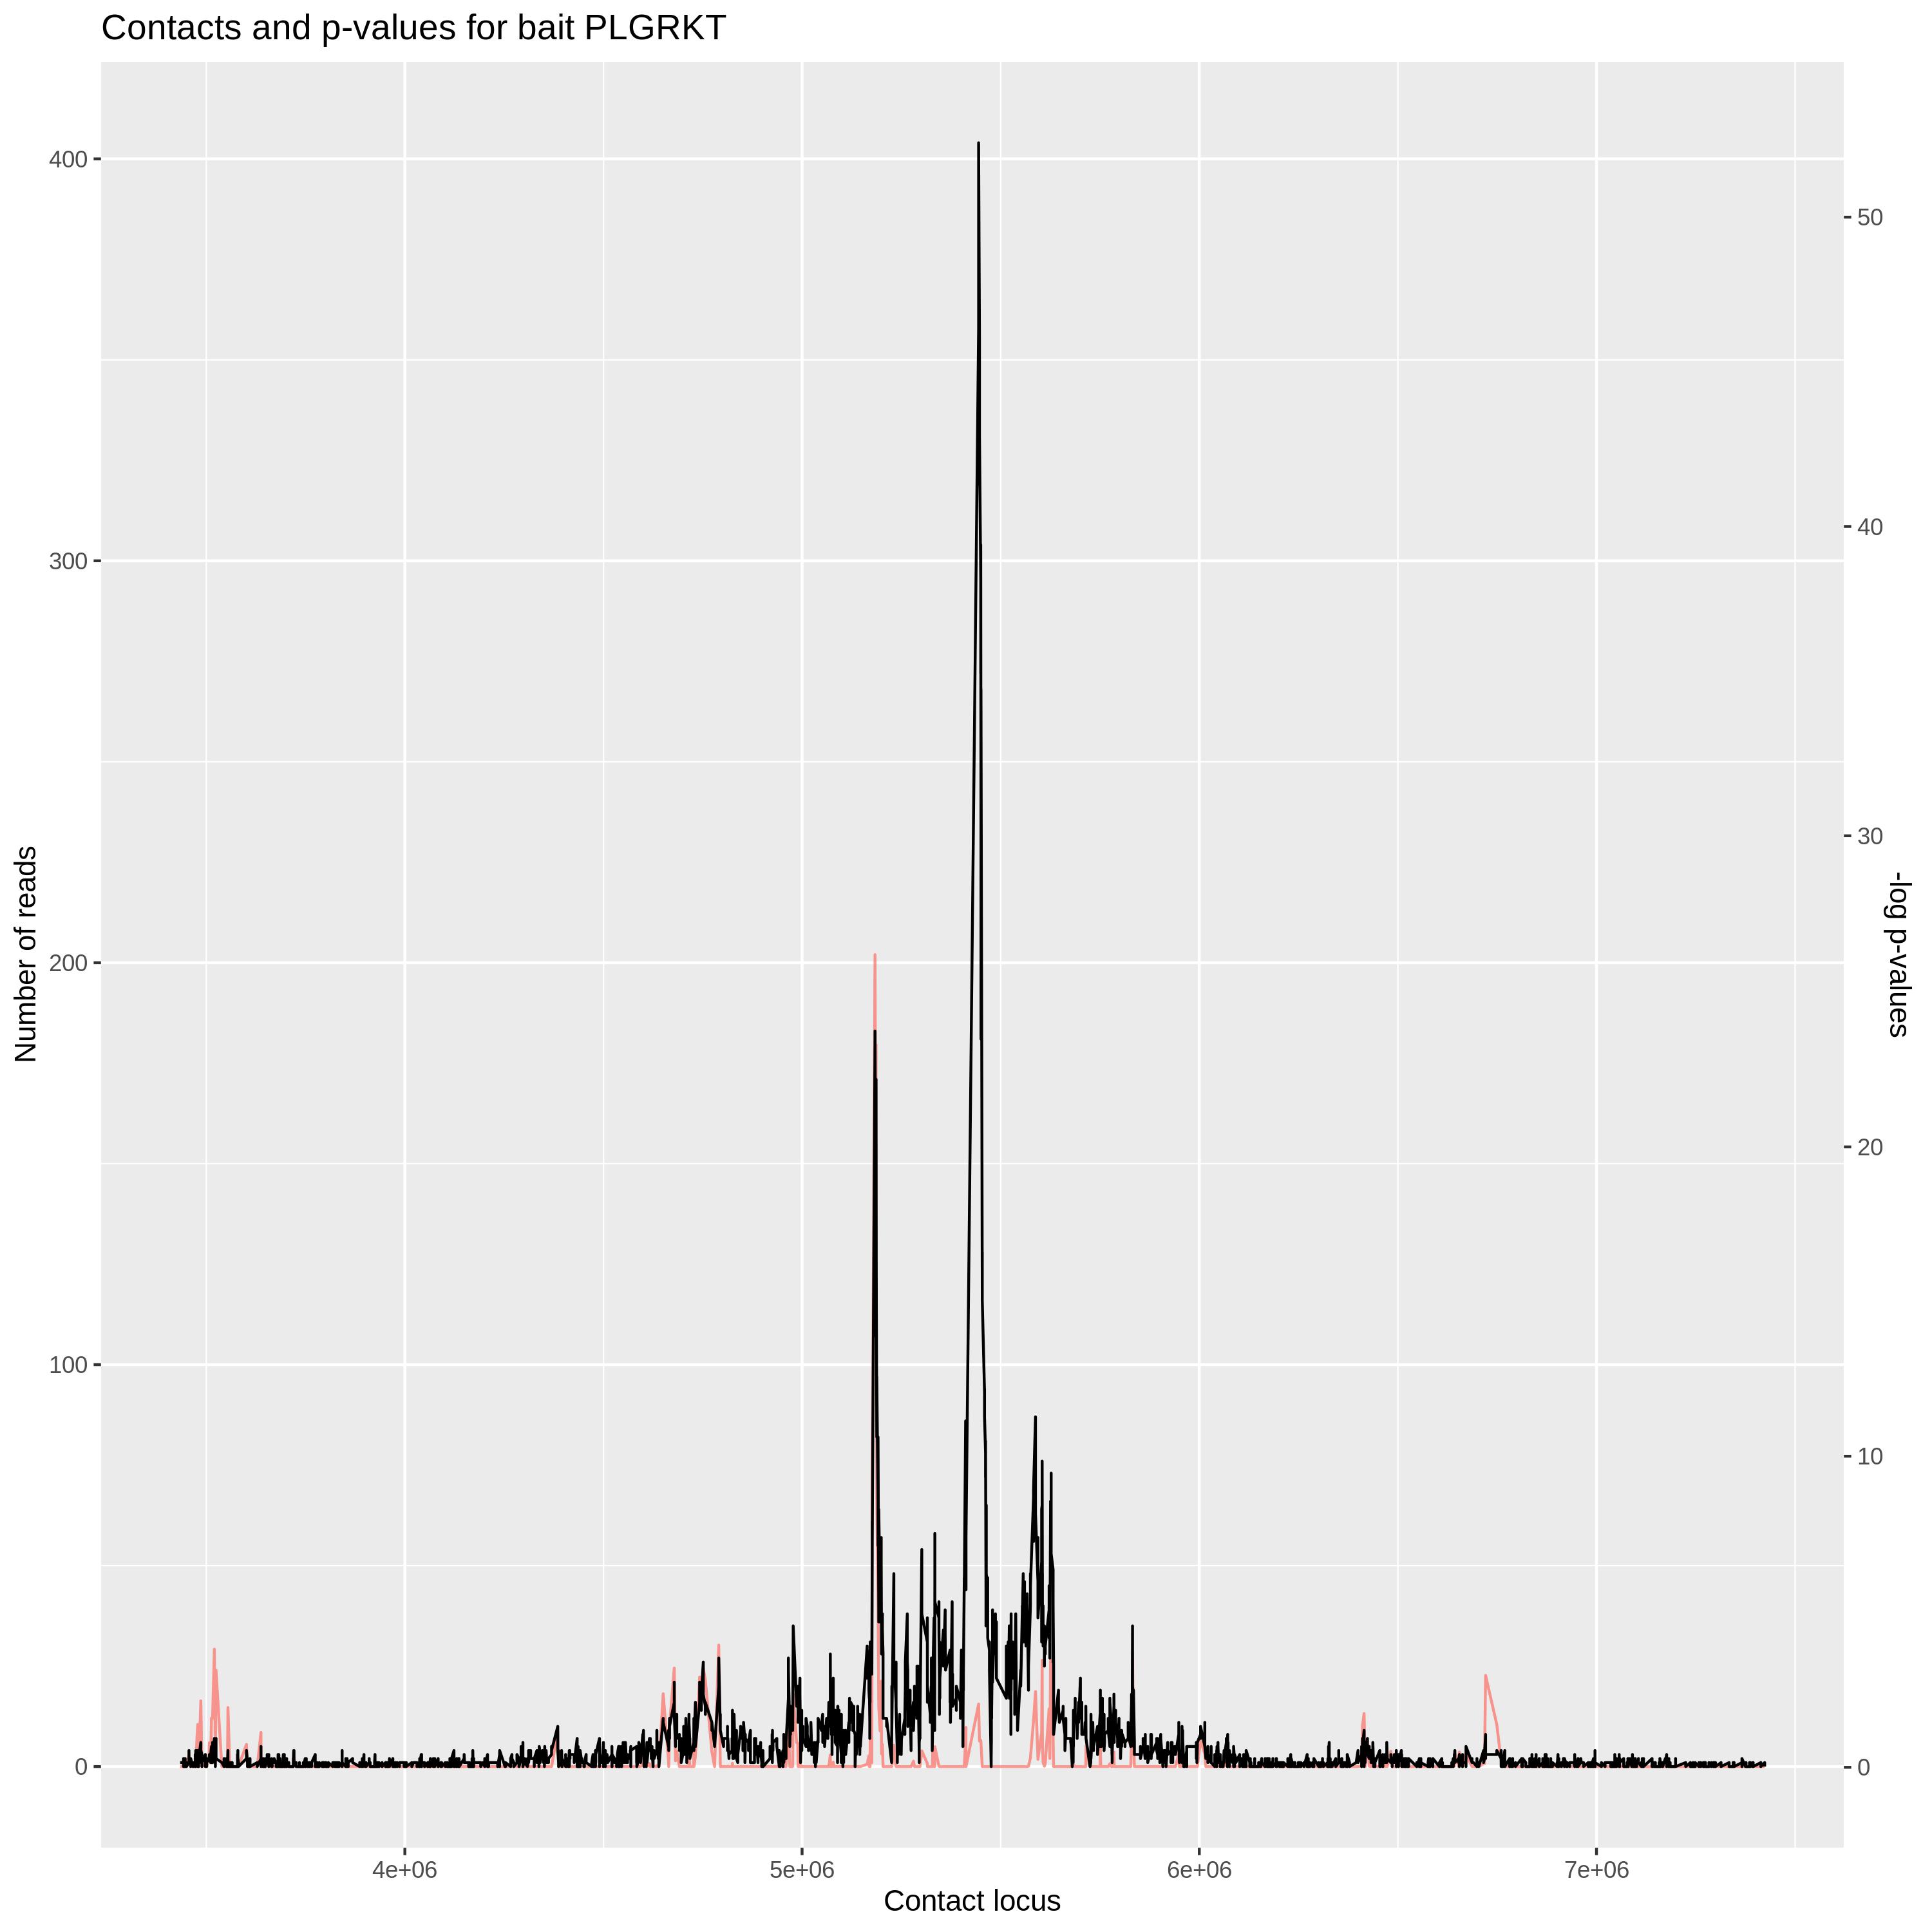 Contacts and p-values for bait PLGRKT
400
300
200
100
0
Number of reads
50
40
30
20
10
0
-log p-values
4e+06
5e+06
6e+06
7e+06
Contact locus